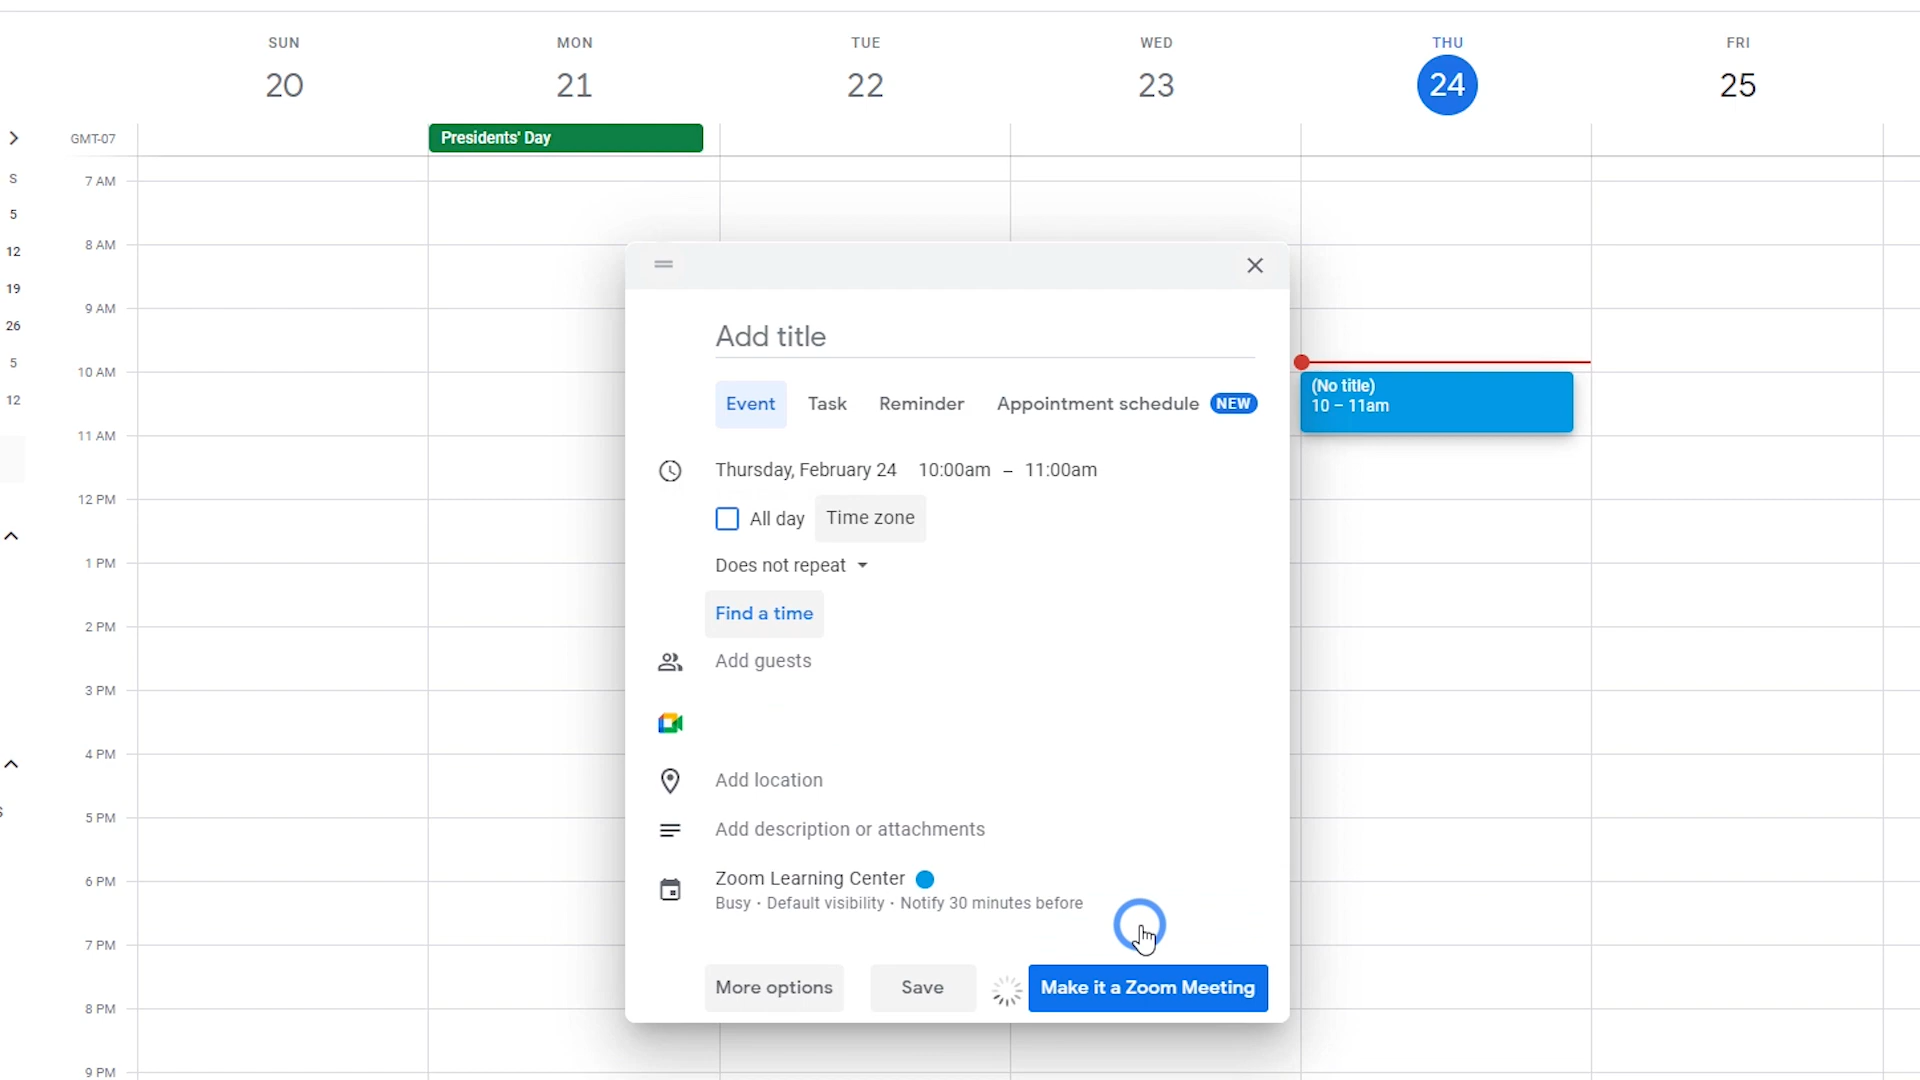 SUN MON TUE WED THU FRI
20 21 22 23 24 25
GMT-07 Presidents' Day
S
5
12
19
26
5
12
7 AM
8 AM
9 AM
10 AM
11 AM
12 PM
1 PM
2 PM
3 PM
4 PM
5 PM
6 PM
7 PM
8 PM
9 PM
Add title
Event Task Reminder Appointment schedule NEW
Thursday, February 24 10:00am – 11:00am
All day Time zone
Does not repeat
Find a time
Add guests
Add location
Add description or attachments
Zoom Learning Center
Busy · Default visibility · Notify 30 minutes before
More options Save Make it a Zoom Meeting
(No title)
10 – 11am